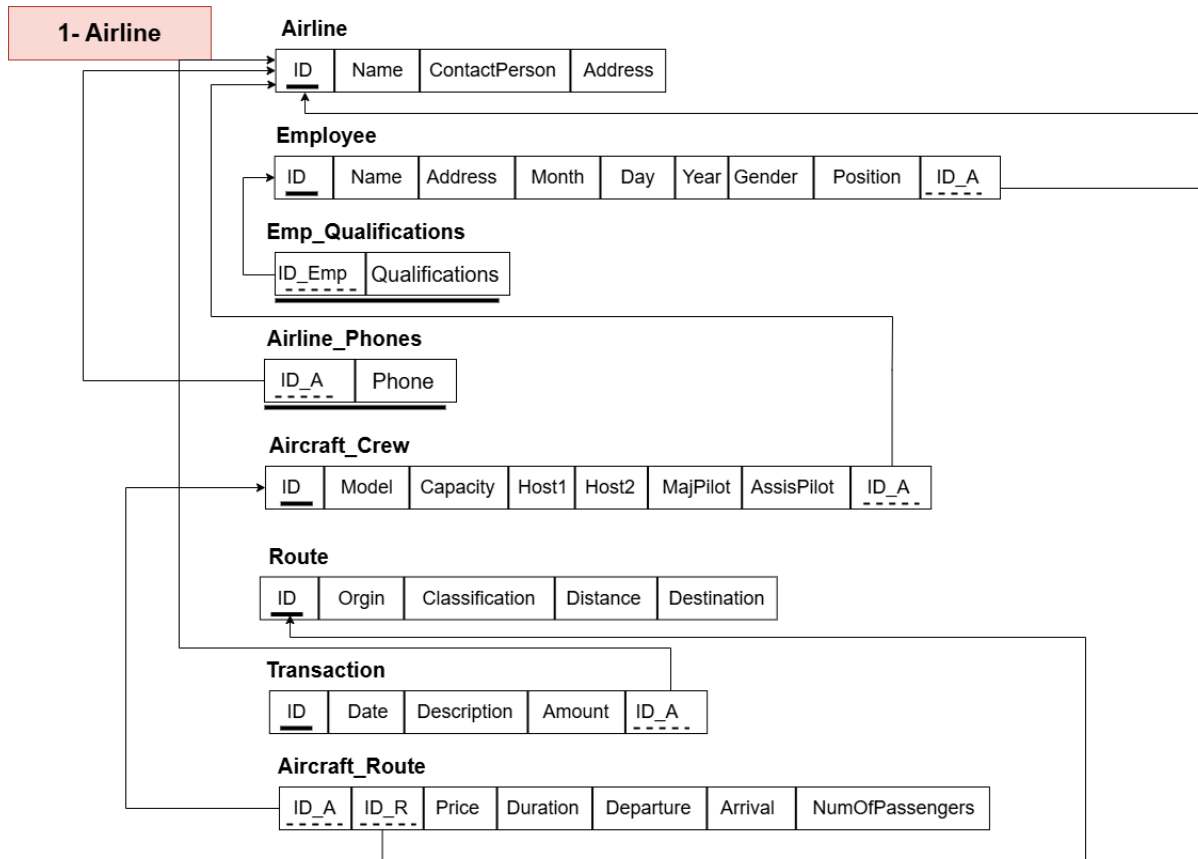 1- Airline
Airline
ID Name ContactPerson Address
Employee
ID Name Address Month Day Year Gender Position ID_A
Emp_Qualifications
ID_Emp Qualifications
Airline_Phones
ID_A Phone
Aircraft_Crew
ID Model Capacity Host1 Host2 MajPilot AssisPilot ID_A
Route
ID Orgin Classification Distance Destination
Transaction
ID Date Description Amount ID_A
Aircraft_Route
ID_A ID_R Price Duration Departure Arrival NumOfPassengers